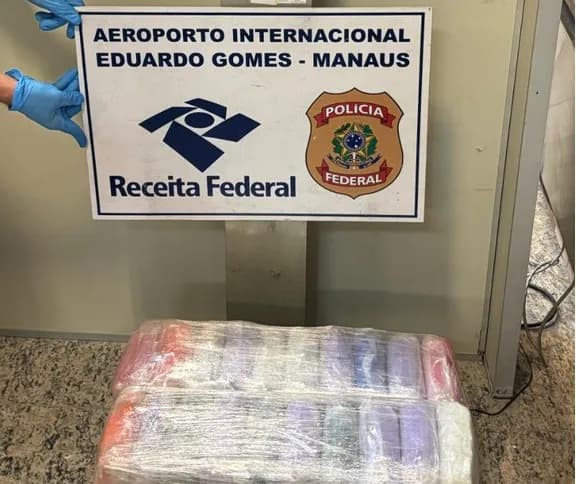 AEROPORTO INTERNACIONAL
EDUARDO GOMES - MANAUS
POLICIA
FEDERAL
Receita Federal